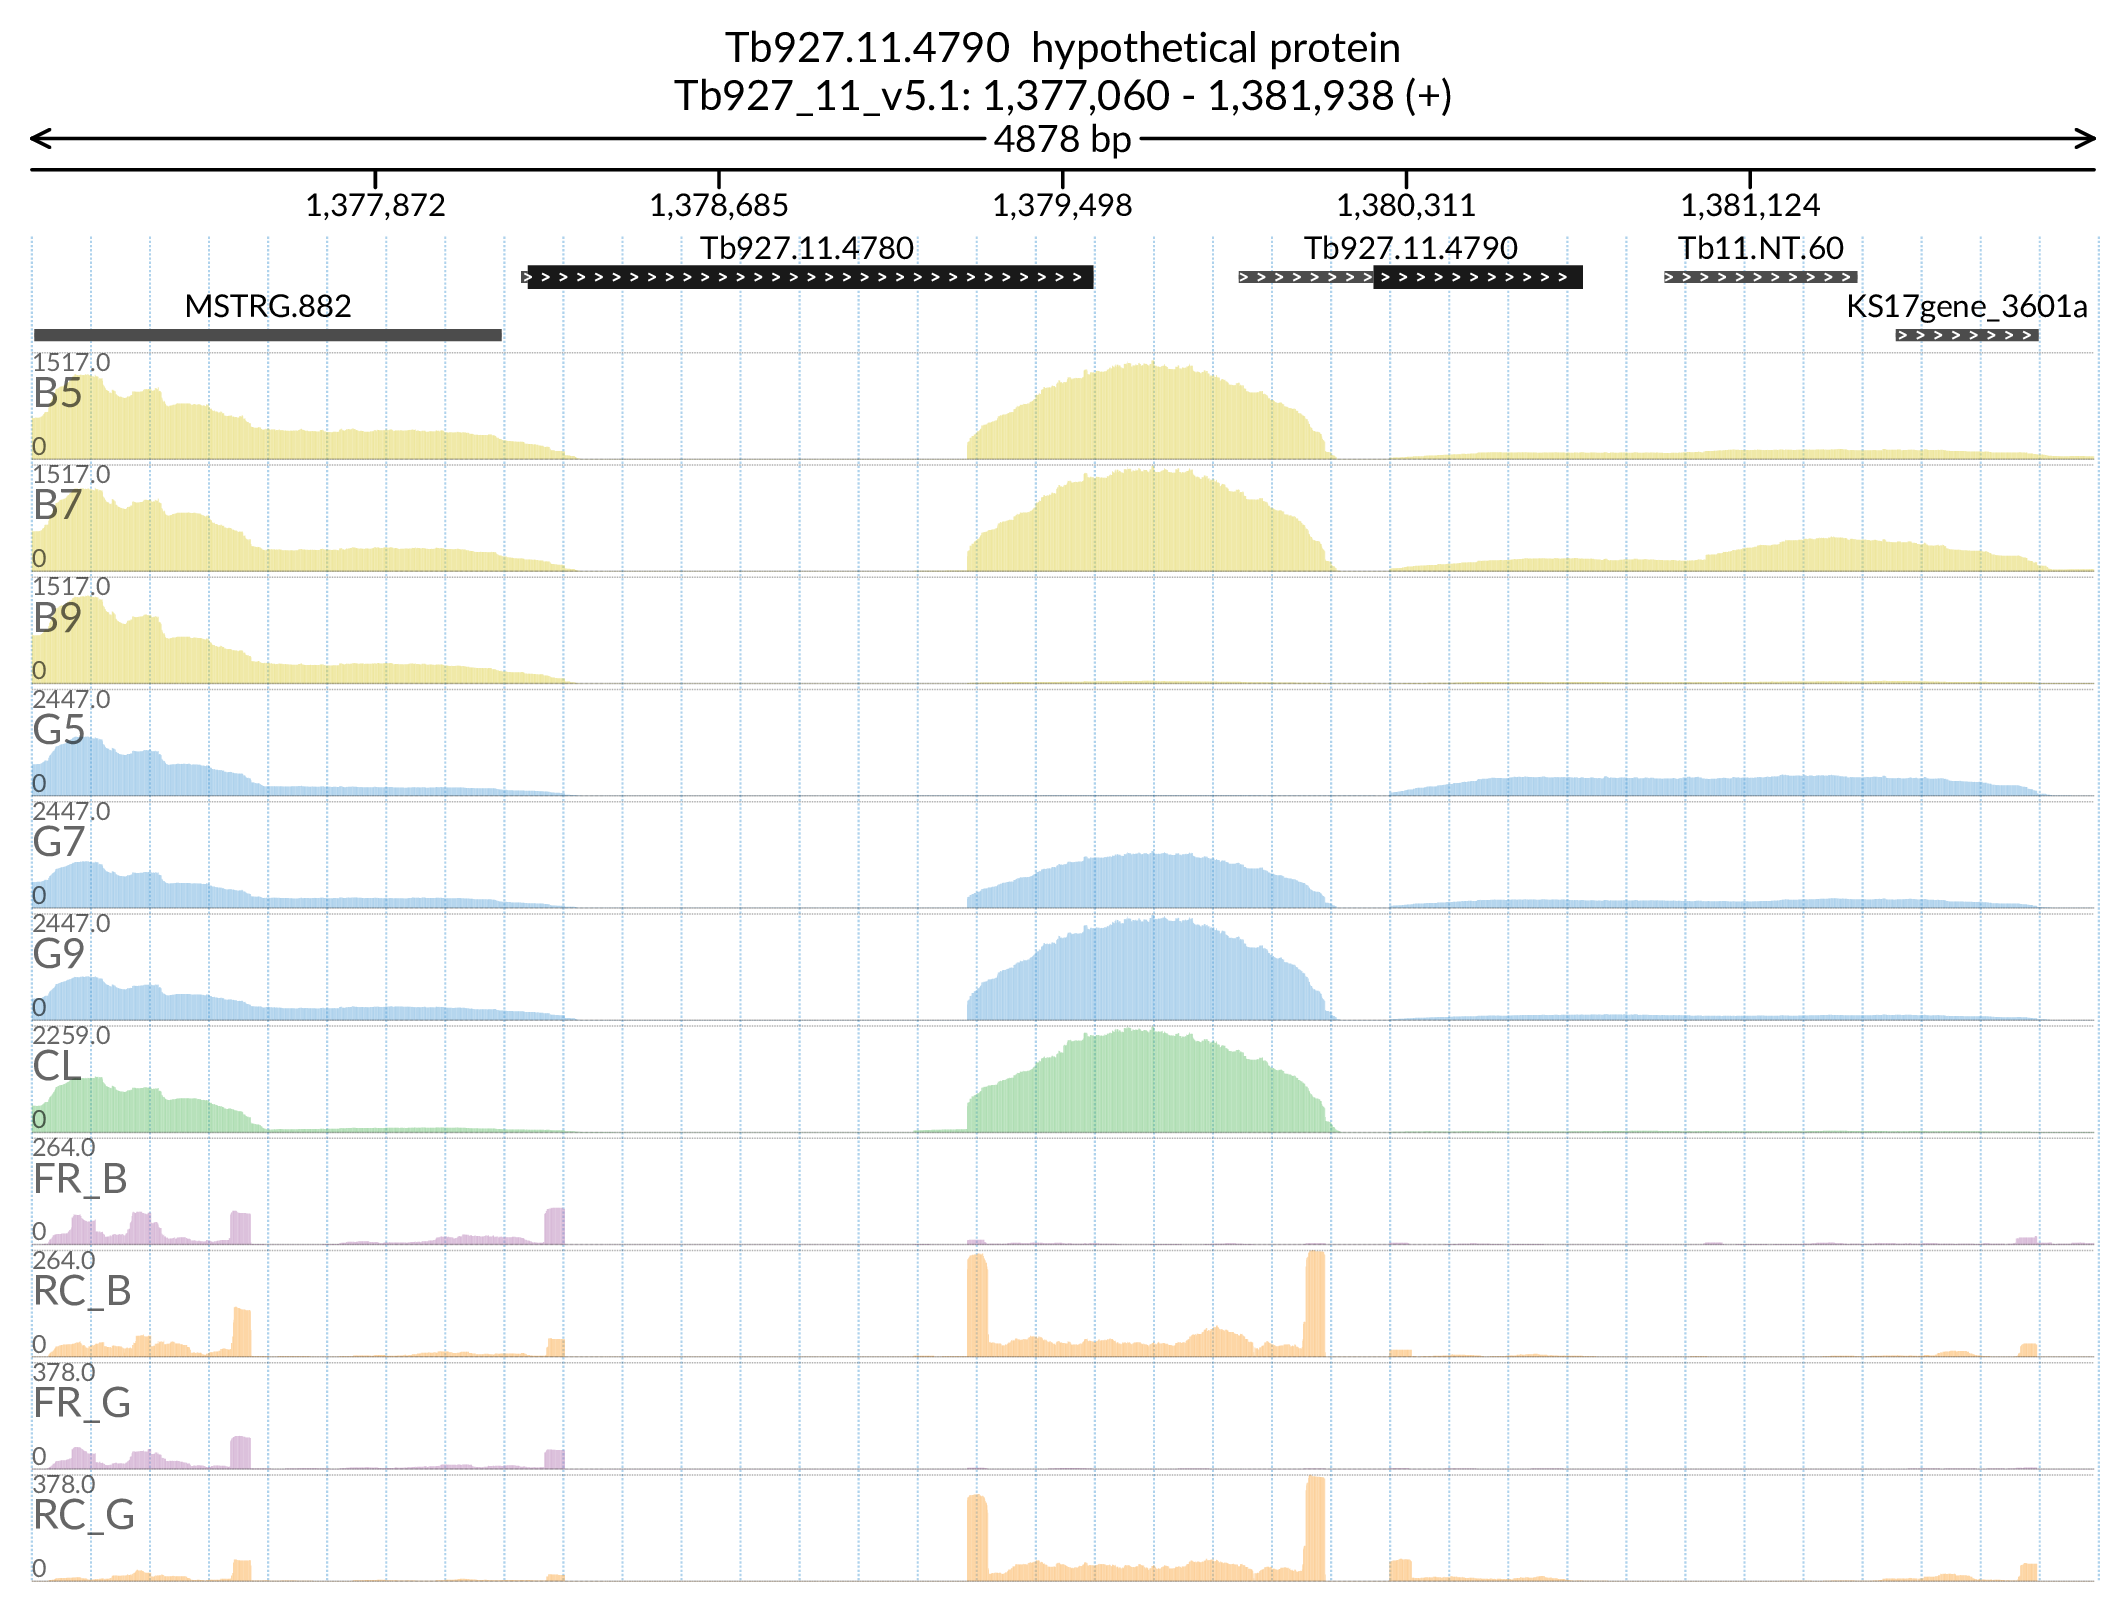 Tb927.11.4790  hypothetical protein
Tb927_11_v5.1: 1,377,060 - 1,381,938 (+)
4878 bp
1,377,872 1,378,685 1,379,498 1,380,311 1,381,124
Tb927.11.4780 Tb927.11.4790 Tb11.NT.60
MSTRG.882 KS17gene_3601a
1517.0
B5
0
1517.0
B7
0
1517.0
B9
0
2447.0
G5
0
2447.0
G7
0
2447.0
G9
0
2259.0
CL
0
264.0
FR_B
0
264.0
RC_B
0
378.0
FR_G
0
378.0
RC_G
0